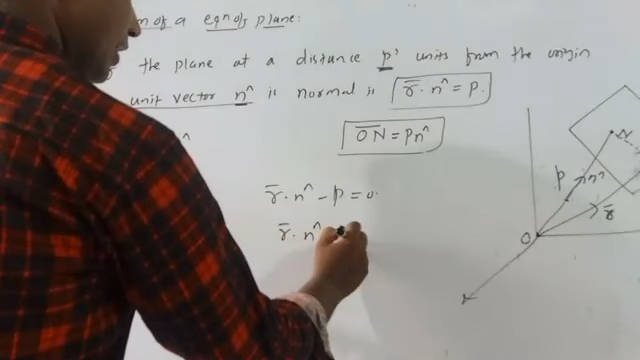 of a eqn of plane:
the plane at a distance p' units from the origin
unit vector n^ is normal is r̅ . n^ = p.
n^
O̅N̅ = pn^
r̅ . n^ - p = 0.
r̅ . n^
p n^
r̅
O